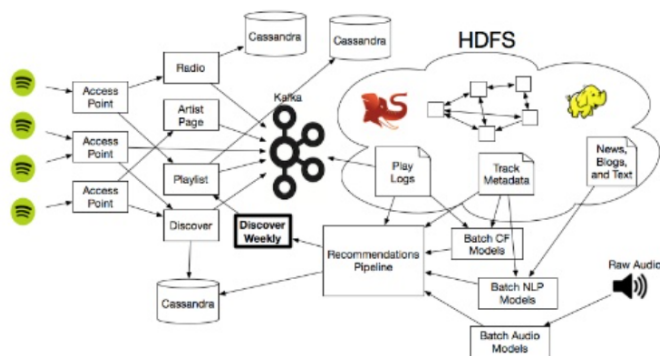 Cassandra
Cassandra
HDFS
Radio
Kafka
Access
Point
Artist
Page
Access
Point
Playlist
Access
Point
Discover
Discover
Weekly
Play
Logs
Track
Metadata
News,
Blogs,
and Text
Recommendations
Pipeline
Batch CF
Models
Raw Audio
Cassandra
Batch NLP
Models
Batch Audio
Models